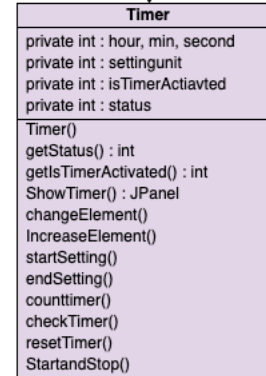 Timer
private int : hour, min, second
private int : settingunit
private int : isTimerActiavted
private int : status
Timer()
getStatus() : int
getIsTimerActivated() : int
ShowTimer() : JPanel
changeElement()
IncreaseElement()
startSetting()
endSetting()
counttimer()
checkTimer()
resetTimer()
StartandStop()